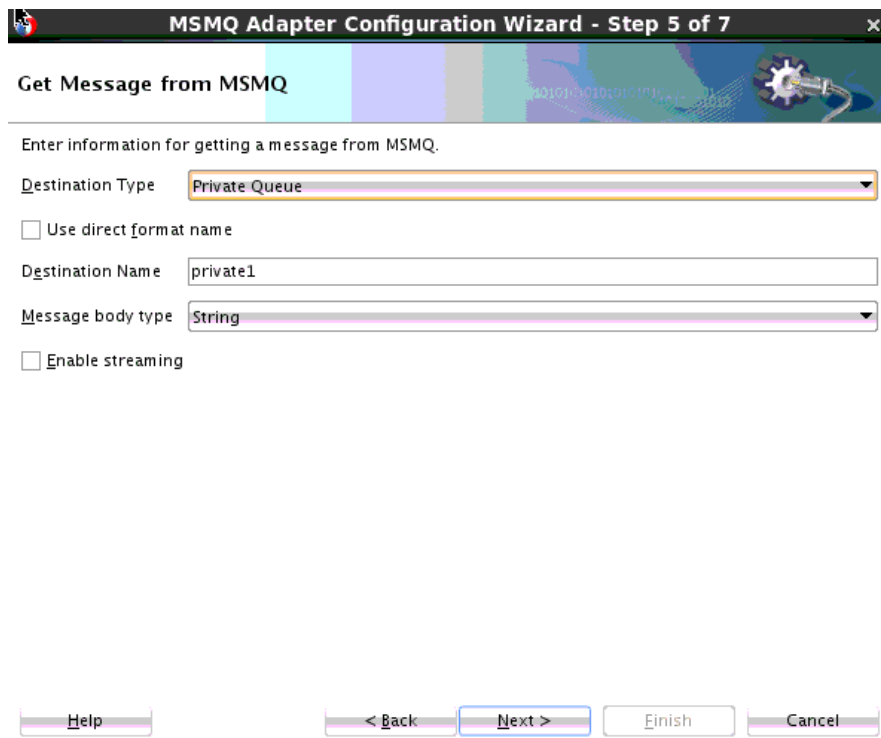 MSMQ Adapter Configuration Wizard - Step 5 of 7
Get Message from MSMQ
Enter information for getting a message from MSMQ.
Destination Type Private Queue
Use direct format name
Destination Name private1
Message body type String
Enable streaming
Help < Back Next > Finish Cancel